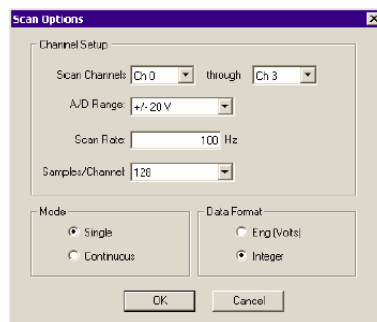 Scan Options
Channel Setup
Scan Channels Ch 0 through Ch 3
A/D Range: +/- 20 V
Scan Rate: 100 Hz
Samples/Channel: 128
Mode
Single
Continuous
Data Format
Eng (Volts)
Integer
OK Cancel